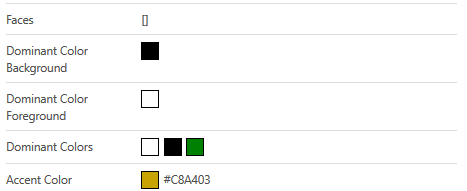 Faces []
Dominant Color
Background
Dominant Color
Foreground
Dominant Colors
Accent Color #C8A403